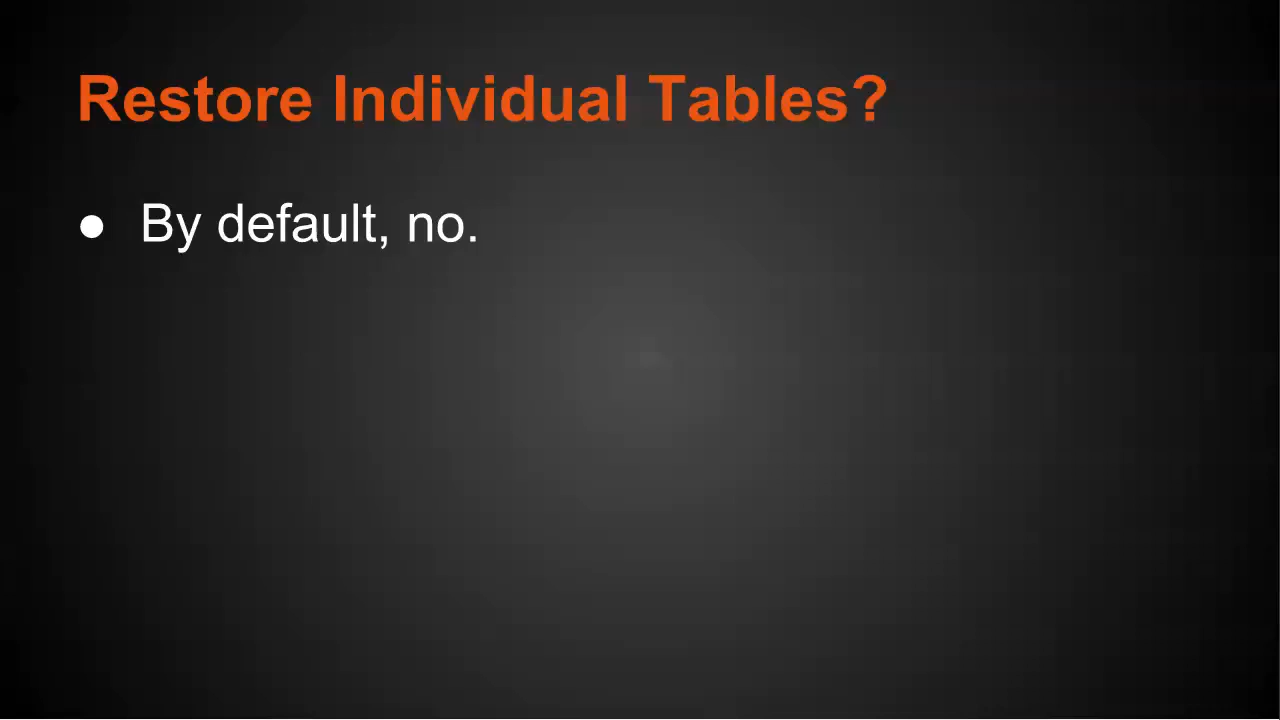 Restore Individual Tables?
● By default, no.